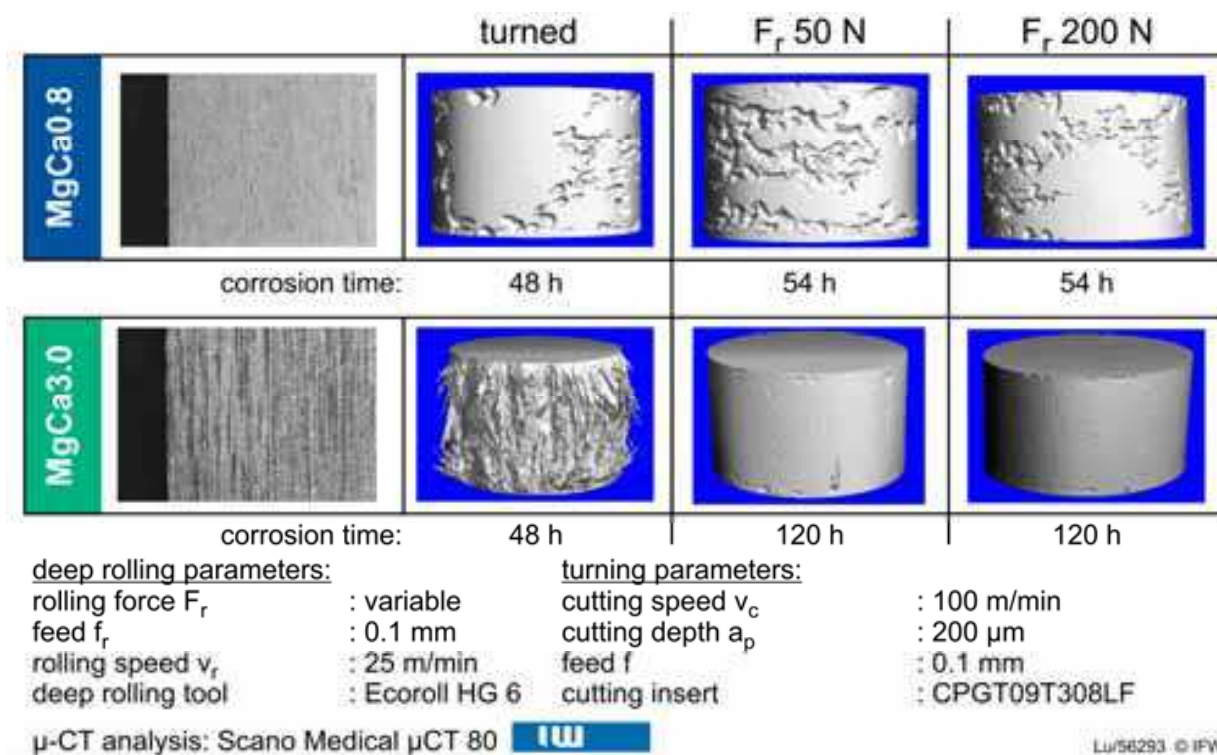 turned F_r 50 N F_r 200 N
MgCa0.8
corrosion time: 48 h 54 h 54 h
MgCa3.0
corrosion time: 48 h 120 h 120 h
deep rolling parameters: turning parameters:
rolling force F_r : variable cutting speed v_c : 100 m/min
feed f_r : 0.1 mm cutting depth a_p : 200 µm
rolling speed v_r : 25 m/min feed f : 0.1 mm
deep rolling tool : Ecoroll HG 6 cutting insert : CPGT09T308LF
µ-CT analysis: Scano Medical µCT 80
Lu/56293 © IFW